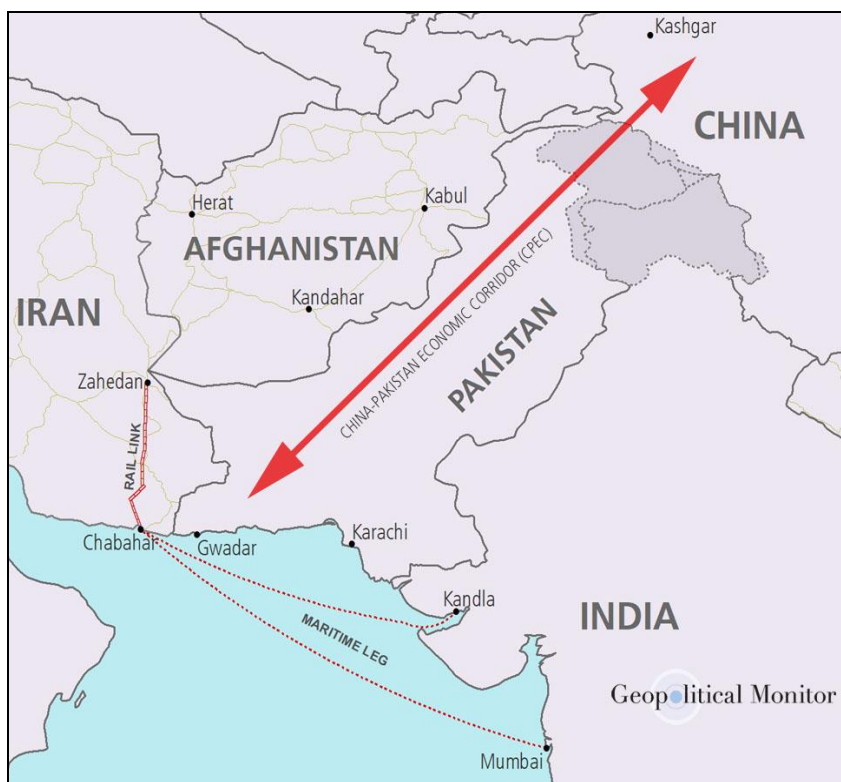 Kashgar
CHINA
Herat
Kabul
AFGHANISTAN
Kandahar
IRAN
Zahedan
CHINA-PAKISTAN ECONOMIC CORRIDOR (CPEC)
PAKISTAN
RAIL LINK
Chabahar
Gwadar
Karachi
Kandla
INDIA
MARITIME LEG
Geopolitical Monitor
Mumbai